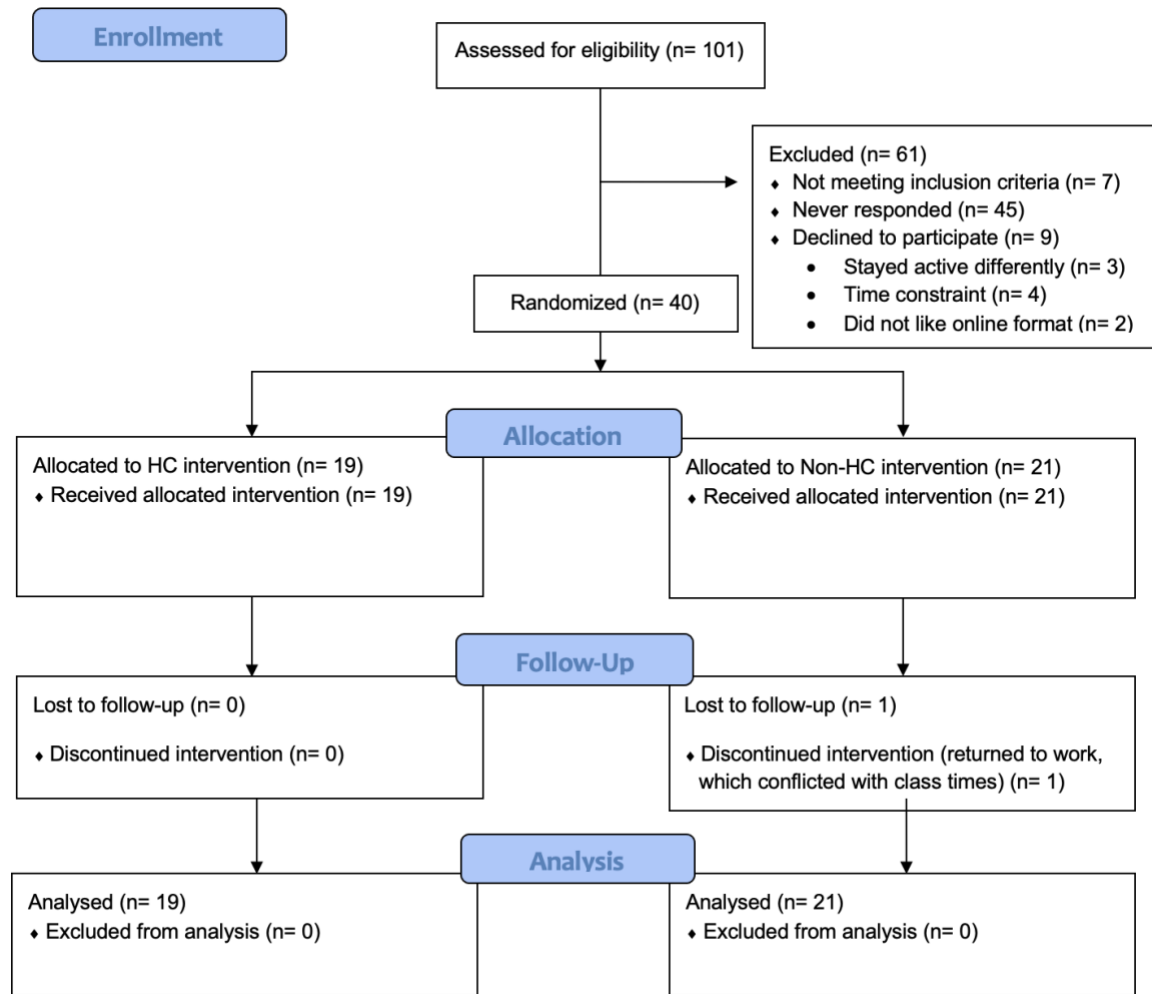 Enrollment
Assessed for eligibility (n= 101)
Excluded (n= 61)
♦ Not meeting inclusion criteria (n= 7)
♦ Never responded (n= 45)
♦ Declined to participate (n= 9)
• Stayed active differently (n= 3)
• Time constraint (n= 4)
• Did not like online format (n= 2)
Randomized (n= 40)
Allocation
Allocated to HC intervention (n= 19)
♦ Received allocated intervention (n= 19)
Allocated to Non-HC intervention (n= 21)
♦ Received allocated intervention (n= 21)
Follow-Up
Lost to follow-up (n= 0)
♦ Discontinued intervention (n= 0)
Lost to follow-up (n= 1)
♦ Discontinued intervention (returned to work,
which conflicted with class times) (n= 1)
Analysis
Analysed (n= 19)
♦ Excluded from analysis (n= 0)
Analysed (n= 21)
♦ Excluded from analysis (n= 0)